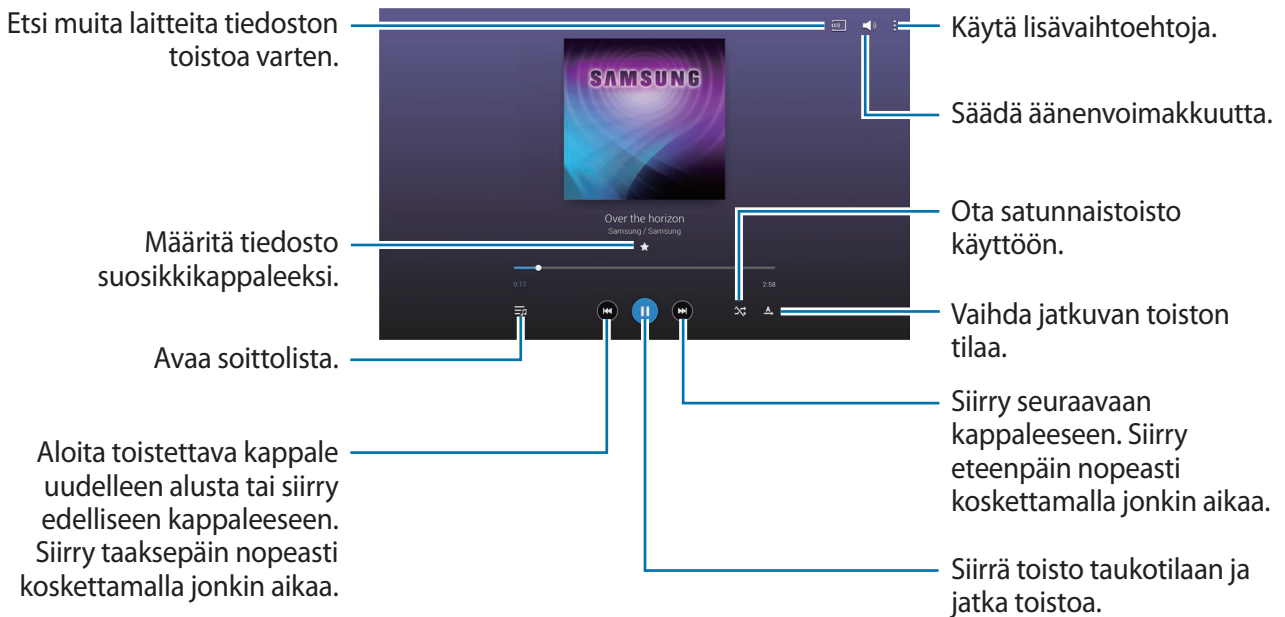 Etsi muita laitteita tiedoston
toistoa varten.
Määritä tiedosto
suosikkikappaleeksi.
Avaa soittolista.
Aloita toistettava kappale
uudelleen alusta tai siirry
edelliseen kappaleeseen.
Siirry taaksepäin nopeasti
koskettamalla jonkin aikaa.
SAMSUNG
Over the horizon
Samsung / Samsung
0:17
2:58
Käytä lisävaihtoehtoja.
Säädä äänenvoimakkuutta.
Ota satunnaistoisto
käyttöön.
Vaihda jatkuvan toiston
tilaa.
Siirry seuraavaan
kappaleeseen. Siirry
eteenpäin nopeasti
koskettamalla jonkin aikaa.
Siirrä toisto taukotilaan ja
jatka toistoa.